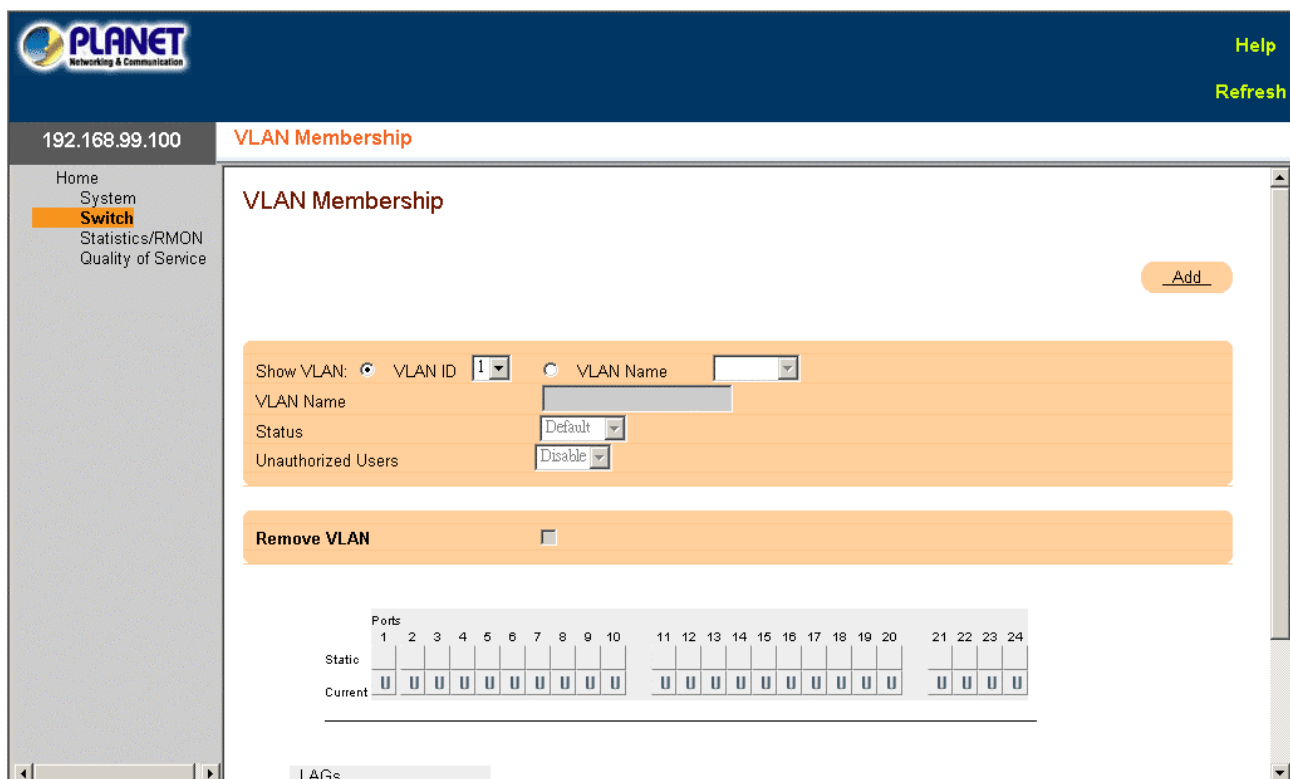 PLANET
Networking & Communication
Help
Refresh
192.168.99.100
VLAN Membership
Home
System
Switch
Statistics/RMON
Quality of Service
VLAN Membership
Add
Show VLAN: VLAN ID 1 VLAN Name
VLAN Name
Status Default
Unauthorized Users Disable
Remove VLAN
Ports
1 2 3 4 5 6 7 8 9 10 11 12 13 14 15 16 17 18 19 20 21 22 23 24
Static
Current U U U U U U U U U U U U U U U U U U U U U U U U
LAGs